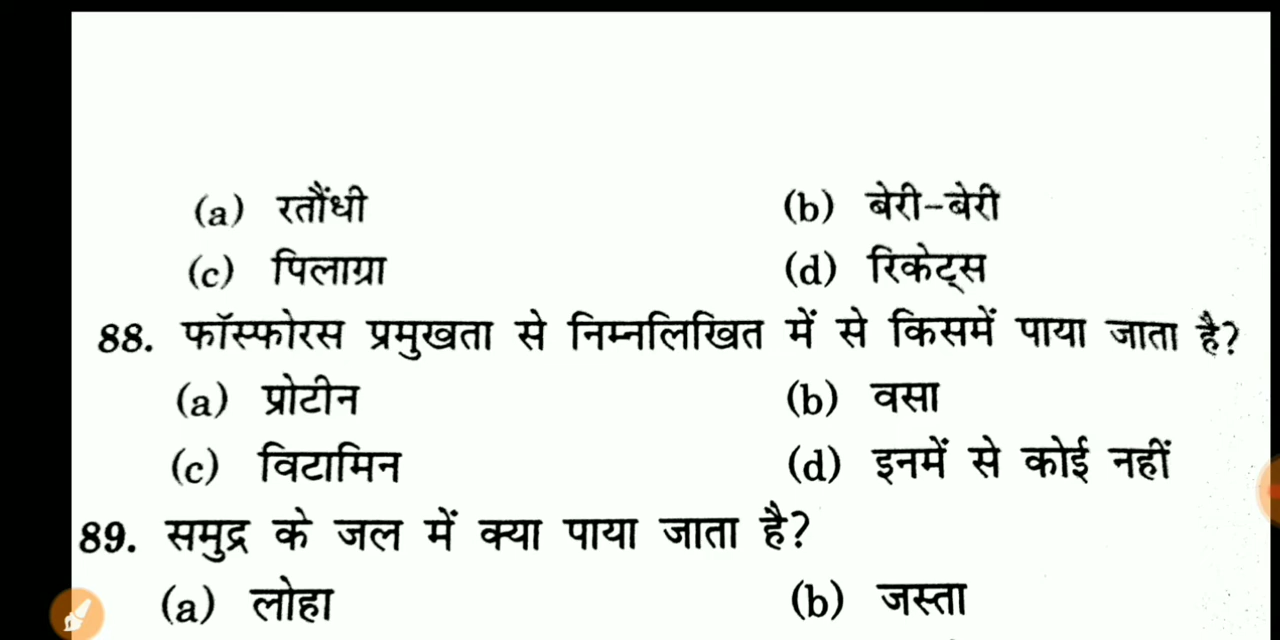 (a) रतौंधी (b) बेरी-बेरी
(c) पिलाग्रा (d) रिकेट्स
88. फॉस्फोरस प्रमुखता से निम्नलिखित में से किसमें पाया जाता है?
(a) प्रोटीन (b) वसा
(c) विटामिन (d) इनमें से कोई नहीं
89. समुद्र के जल में क्या पाया जाता है?
(a) लोहा (b) जस्ता